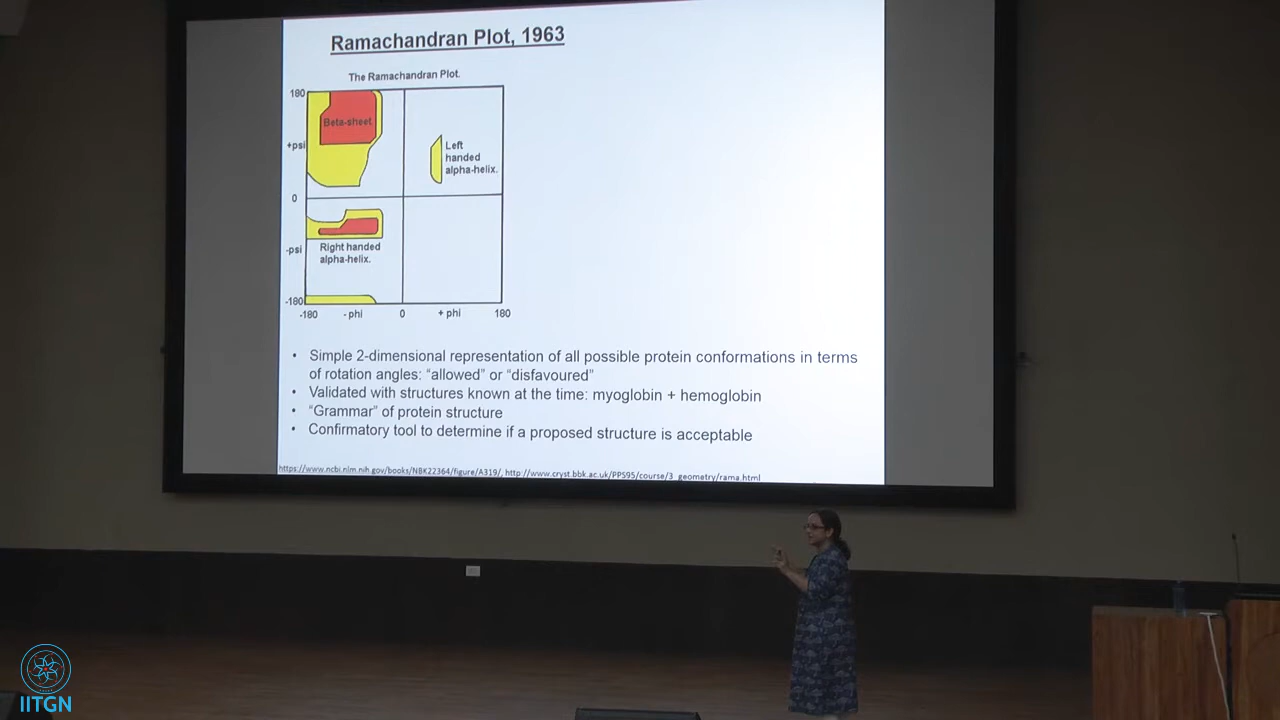 Ramachandran Plot, 1963
The Ramachandran Plot.
180
Beta-sheet
+psi
Left
handed
alpha-helix.
0
-psi
Right handed
alpha-helix.
-180
-180
- phi
0
+ phi
180
• Simple 2-dimensional representation of all possible protein conformations in terms
of rotation angles: “allowed” or “disfavoured”
• Validated with structures known at the time: myoglobin + hemoglobin
• “Grammar” of protein structure
• Confirmatory tool to determine if a proposed structure is acceptable
https://www.ncbi.nlm.nih.gov/books/NBK22364/figure/A319/, http://www.cryst.bbk.ac.uk/PPS95/course/3_geometry/rama.html
IITGN